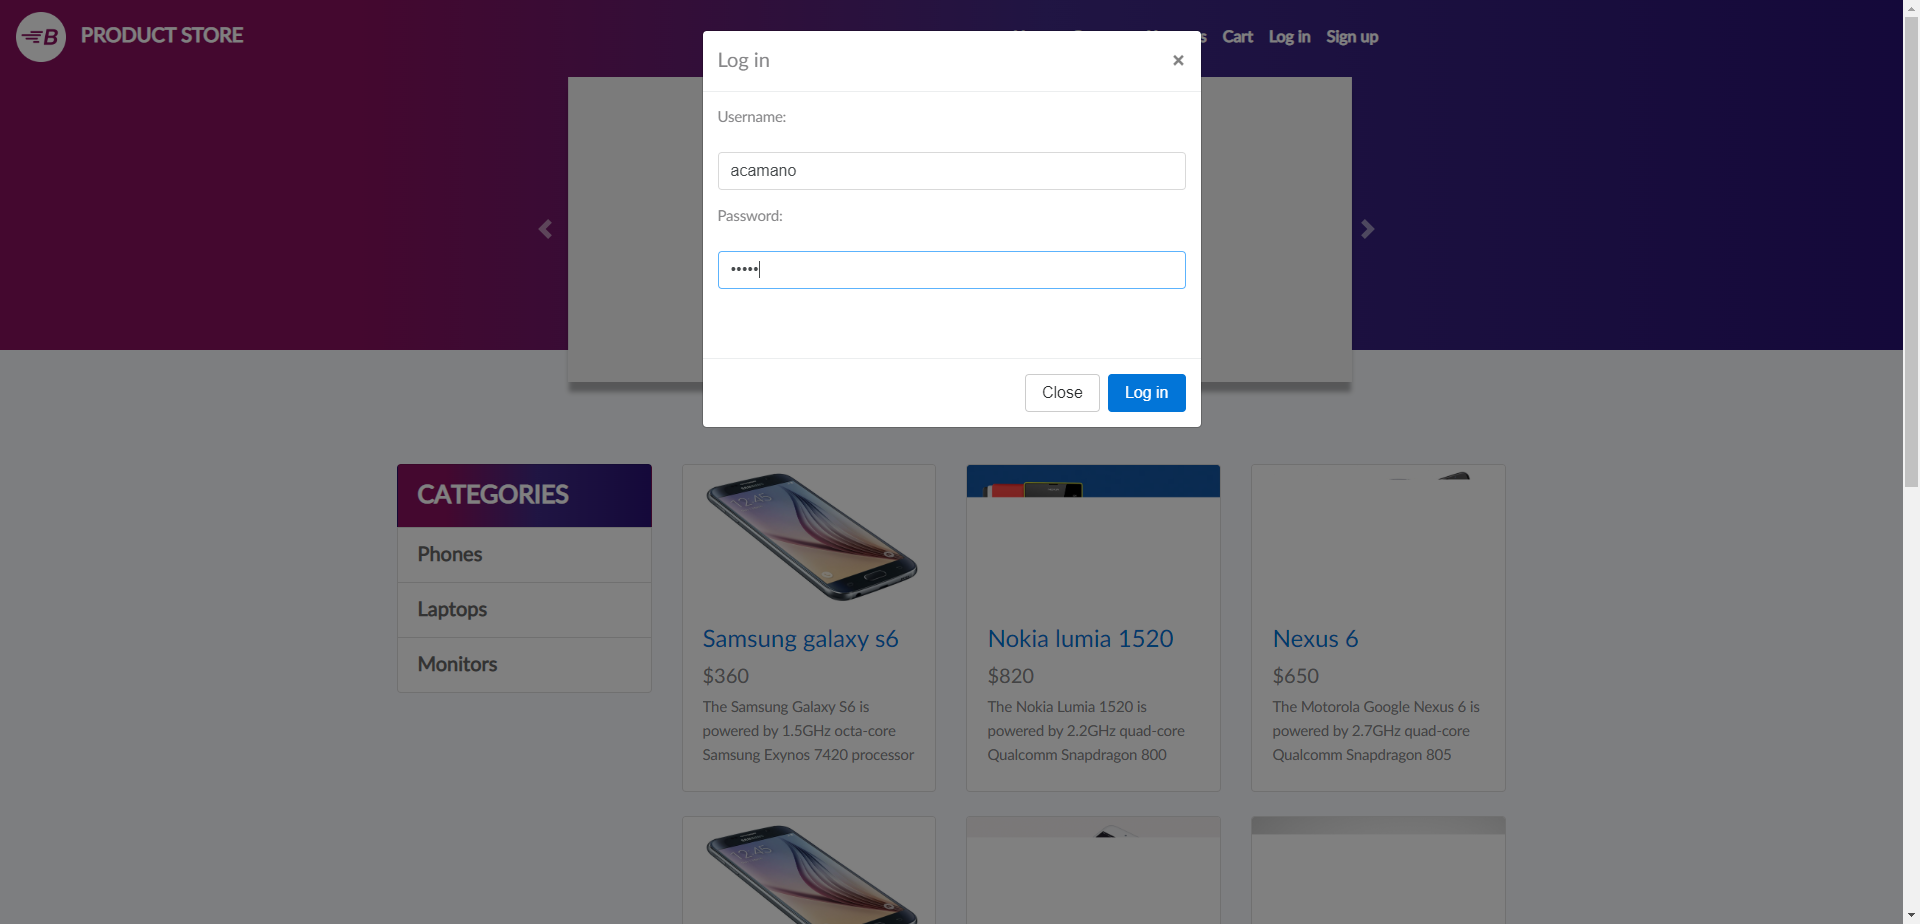 B PRODUCT STORE
Cart Log in Sign up
Log in ×
Username:
acamano
Password:
•••••
Close Log in
CATEGORIES
Phones
Laptops
Monitors
Samsung galaxy s6
$360
The Samsung Galaxy S6 is
powered by 1.5GHz octa-core
Samsung Exynos 7420 processor
Nokia lumia 1520
$820
The Nokia Lumia 1520 is
powered by 2.2GHz quad-core
Qualcomm Snapdragon 800
Nexus 6
$650
The Motorola Google Nexus 6 is
powered by 2.7GHz quad-core
Qualcomm Snapdragon 805